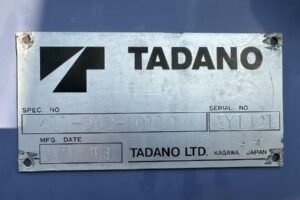 TADANO
SPEC. NO.
SERIAL NO.
MFG. DATE
TADANO LTD. KAGAWA, JAPAN